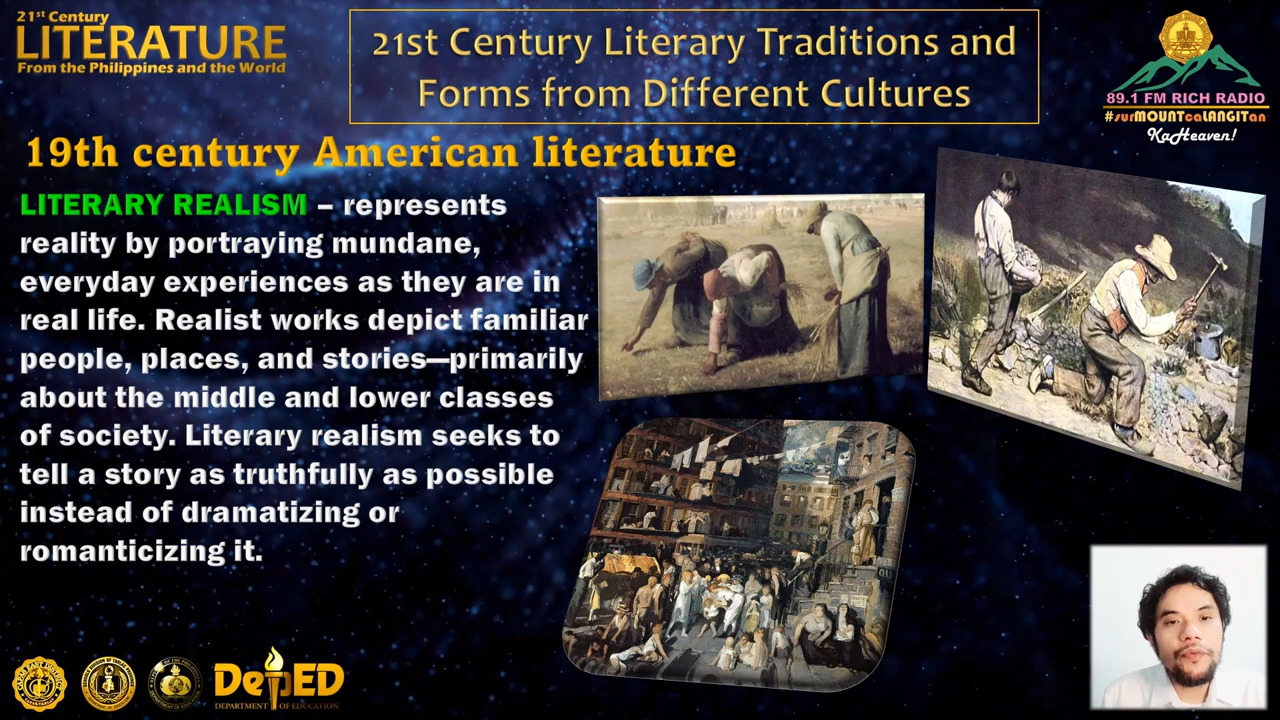 21st Century
LITERATURE
From the Philippines and the World
21st Century Literary Traditions and
Forms from Different Cultures
89.1 FM RICH RADIO
#surMOUNTcaLANGITan
KaHeaven!
19th century American literature
LITERARY REALISM – represents
reality by portraying mundane,
everyday experiences as they are in
real life. Realist works depict familiar
people, places, and stories—primarily
about the middle and lower classes
of society. Literary realism seeks to
tell a story as truthfully as possible
instead of dramatizing or
romanticizing it.
DepED
DEPARTMENT OF EDUCATION